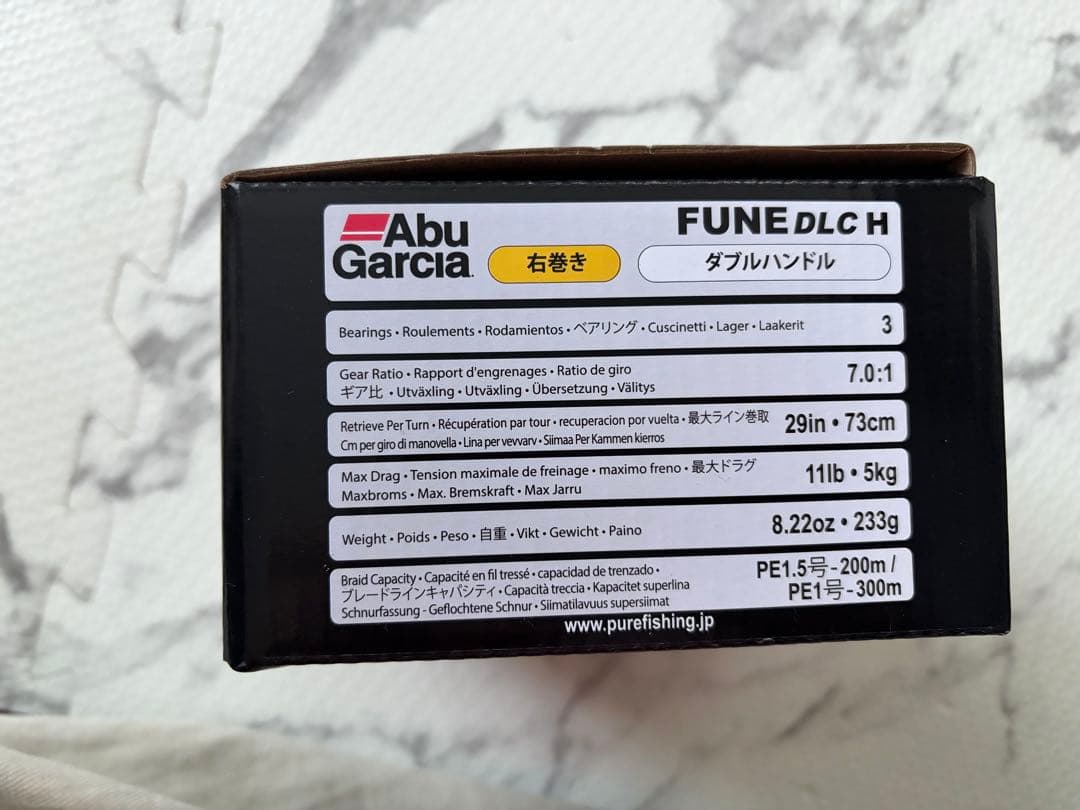 Abu Garcia
FUNE DLC H
右巻き
ダブルハンドル
Bearings • Roulements • Rodamientos • ベアリング • Cuscinetti • Lager • Laakerit
3
Gear Ratio • Rapport d'engrenages • Ratio de giro
ギア比 • Utväxling • Utväxling • Übersetzung • Välitys
7.0:1
Retrieve Per Turn • Récupération par tour • recuperacion por vuelta • 最大ライン巻取
Cm per giro di manovella • Lina per vevvarv • Siimaa Per Kammen kierros
29in • 73cm
Max Drag • Tension maximale de freinage • maximo freno • 最大ドラグ
Maxbroms • Max. Bremskraft • Max Jarru
11lb • 5kg
Weight • Poids • Peso • 自重 • Vikt • Gewicht • Paino
8.22oz • 233g
Braid Capacity • Capacité en fil tressé • capacidad de trenzado •
ブレードラインキャパシティ • Capacità treccia • Kapacitet superlina
Schnurfassung - Geflochtene Schnur • Siimatilavuus supersiimat
PE1.5号-200m /
PE1号-300m
www.purefishing.jp